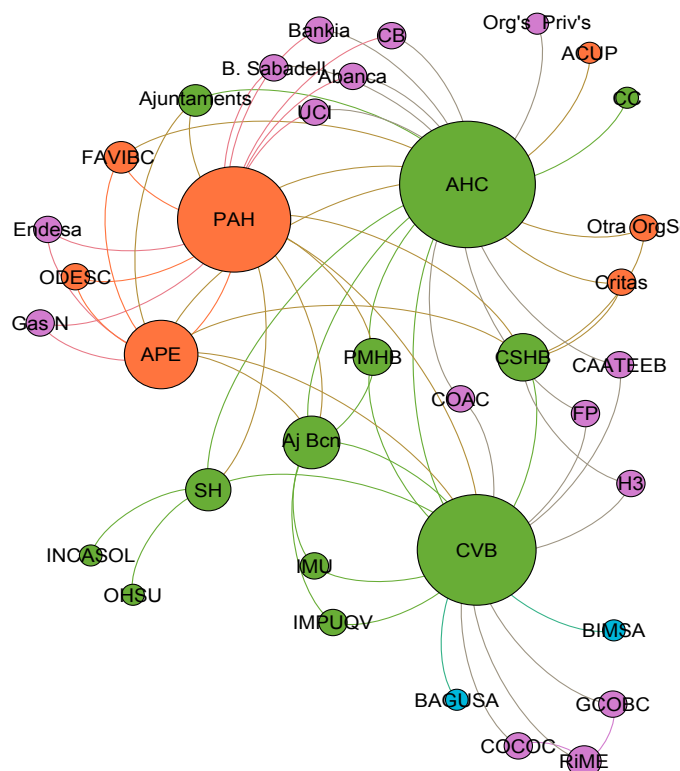 Org's Priv's
Bankia
CB
ACUP
B. Sabadell
Abanca
CC
Ajuntaments
UCI
FAVIBC
AHC
PAH
Otra OrgS
Endesa
ODESC
Critas
Gas N
APE
PMHB
CSHB
CAATEEB
COAC
FP
Aj Bcn
SH
H3
CVB
INCASOL
IMU
OHSU
IMPUQV
BIMSA
BAGUSA
GCOBC
COCOC
RiME